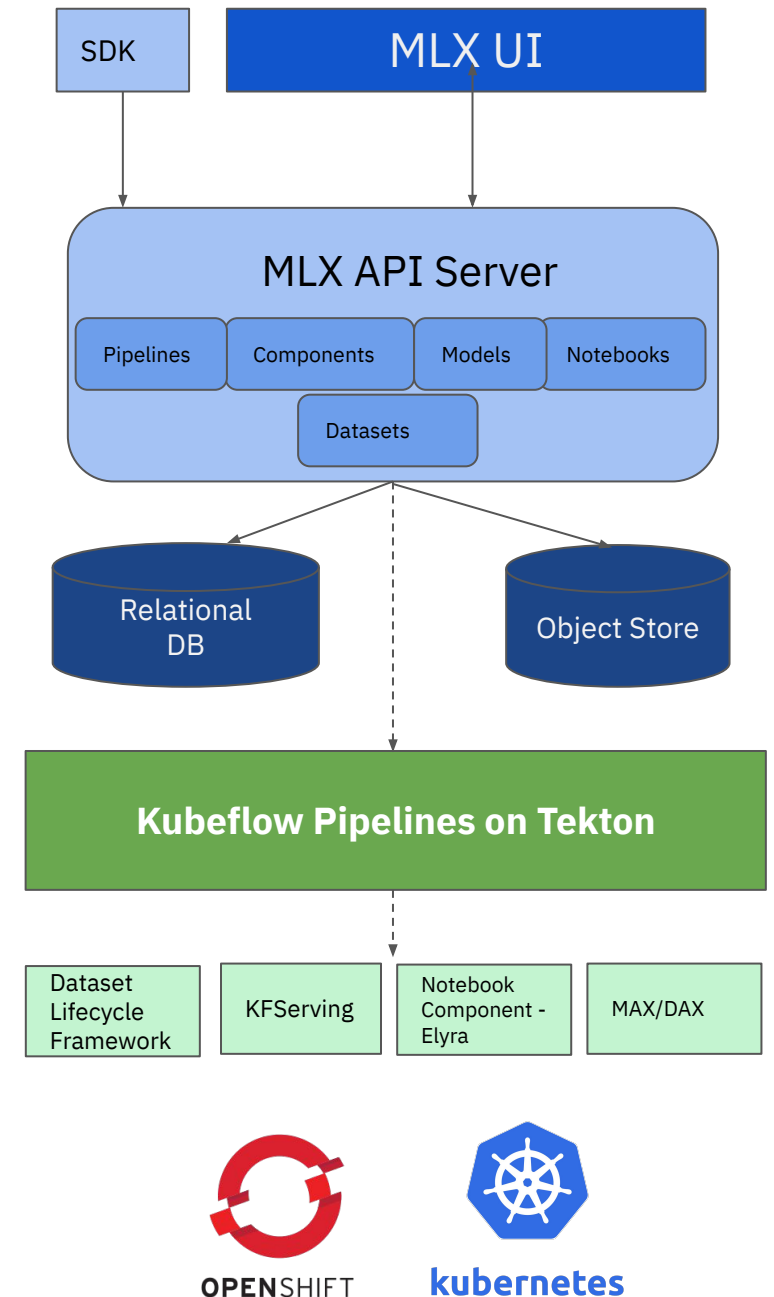 SDK
MLX UI
MLX API Server
Pipelines
Components
Models
Notebooks
Datasets
Relational
DB
Object Store
Kubeflow Pipelines on Tekton
Dataset
Lifecycle
Framework
KFServing
Notebook
Component -
Elyra
MAX/DAX
OPENSHIFT
kubernetes